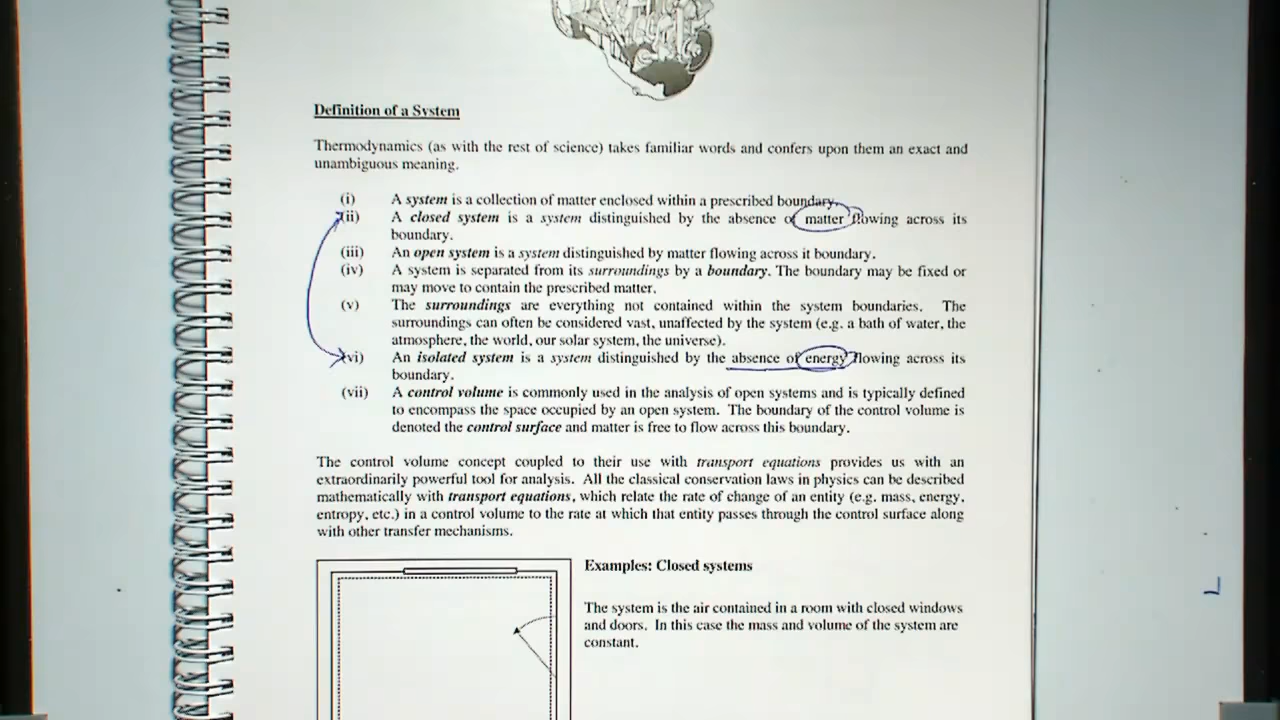 Definition of a System
Thermodynamics (as with the rest of science) takes familiar words and confers upon them an exact and
unambiguous meaning.
(i) A system is a collection of matter enclosed within a prescribed boundary.
(ii) A closed system is a system distinguished by the absence of matter flowing across its
boundary.
(iii) An open system is a system distinguished by matter flowing across it boundary.
(iv) A system is separated from its surroundings by a boundary. The boundary may be fixed or
may move to contain the prescribed matter.
(v) The surroundings are everything not contained within the system boundaries. The
surroundings can often be considered vast, unaffected by the system (e.g. a bath of water, the
atmosphere, the world, our solar system, the universe).
(vi) An isolated system is a system distinguished by the absence of energy flowing across its
boundary.
(vii) A control volume is commonly used in the analysis of open systems and is typically defined
to encompass the space occupied by an open system. The boundary of the control volume is
denoted the control surface and matter is free to flow across this boundary.
The control volume concept coupled to their use with transport equations provides us with an
extraordinarily powerful tool for analysis. All the classical conservation laws in physics can be described
mathematically with transport equations, which relate the rate of change of an entity (e.g. mass, energy,
entropy, etc.) in a control volume to the rate at which that entity passes through the control surface along
with other transfer mechanisms.
Examples: Closed systems
The system is the air contained in a room with closed windows
and doors. In this case the mass and volume of the system are
constant.